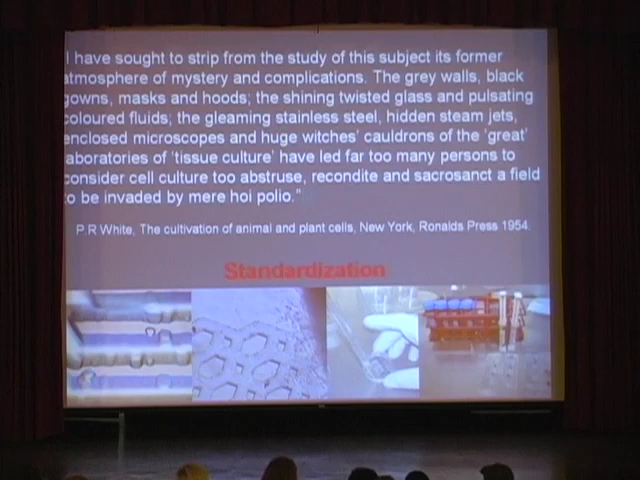 I have sought to strip from the study of this subject its former
atmosphere of mystery and complications. The grey walls, black
gowns, masks and hoods; the shining twisted glass and pulsating
coloured fluids; the gleaming stainless steel, hidden steam jets,
enclosed microscopes and huge witches' cauldrons of the 'great'
laboratories of 'tissue culture' have led far too many persons to
consider cell culture too abstruse, recondite and sacrosanct a field
to be invaded by mere hoi polio."
P.R White, The cultivation of animal and plant cells, New York, Ronalds Press 1954.
Standardization